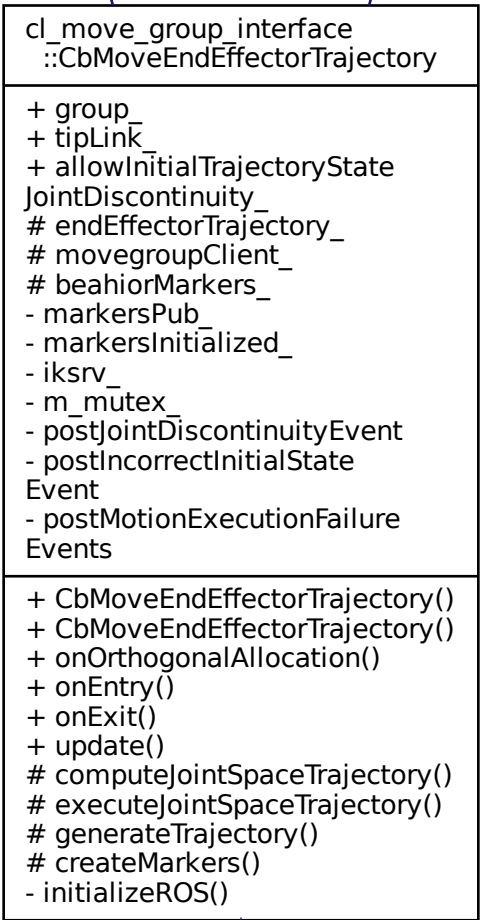 cl_move_group_interface
::CbMoveEndEffectorTrajectory
+ group_
+ tipLink_
+ allowInitialTrajectoryState
JointDiscontinuity_
# endEffectorTrajectory_
# movegroupClient_
# beahiorMarkers_
- markersPub_
- markersInitialized_
- iksrv_
- m_mutex_
- postJointDiscontinuityEvent
- postIncorrectInitialState
Event
- postMotionExecutionFailure
Events
+ CbMoveEndEffectorTrajectory()
+ CbMoveEndEffectorTrajectory()
+ onOrthogonalAllocation()
+ onEntry()
+ onExit()
+ update()
# computeJointSpaceTrajectory()
# executeJointSpaceTrajectory()
# generateTrajectory()
# createMarkers()
- initializeROS()